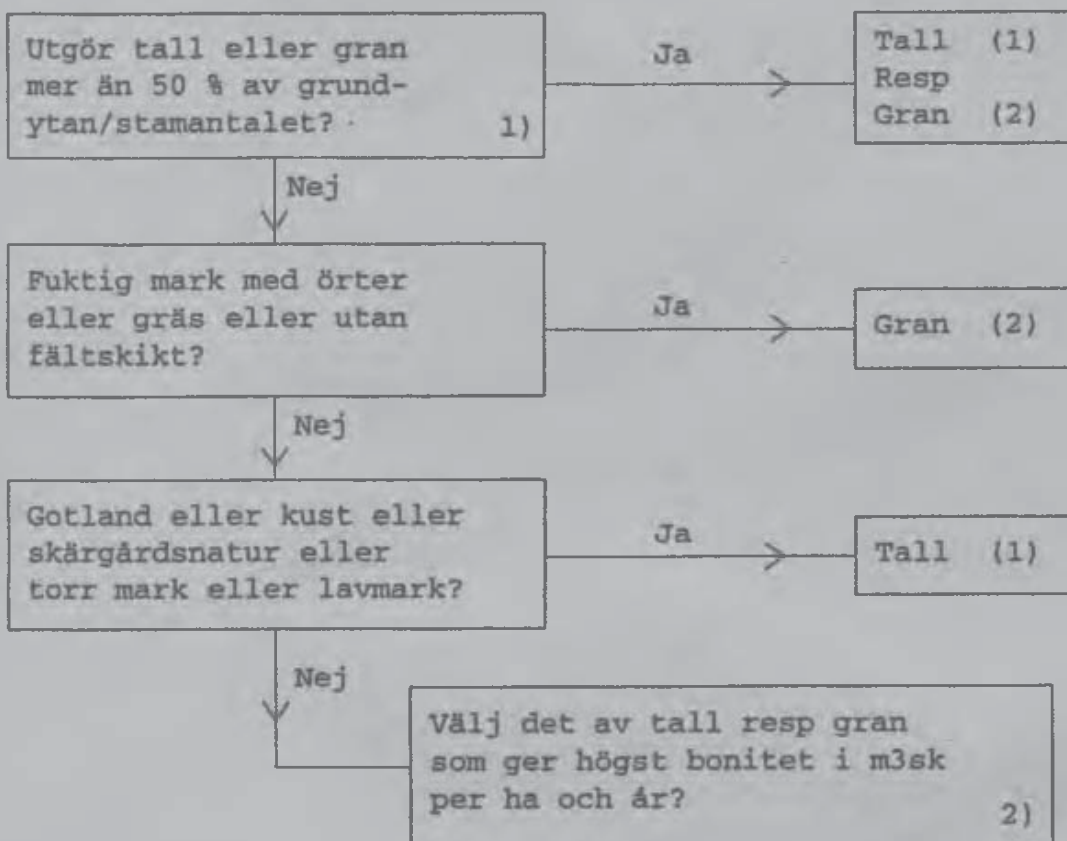 Utgör tall eller gran
mer än 50 % av grund-
ytan/stamantalet? 1)
Ja
Tall (1)
Resp
Gran (2)
Nej
Fuktig mark med örter
eller gräs eller utan
fältskikt?
Ja
Gran (2)
Nej
Gotland eller kust eller
skärgårdsnatur eller
torr mark eller lavmark?
Ja
Tall (1)
Nej
Välj det av tall resp gran
som ger högst bonitet i m3sk
per ha och år?
2)